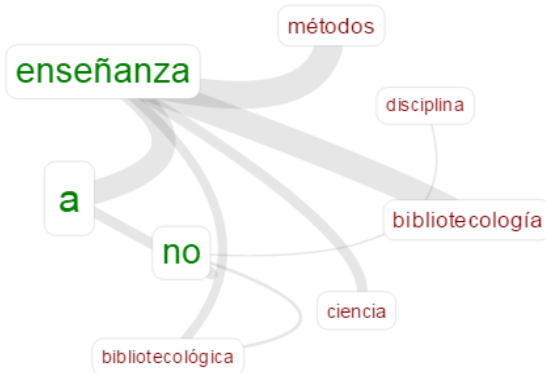 métodos
enseñanza
disciplina
a
bibliotecología
no
ciencia
bibliotecológica